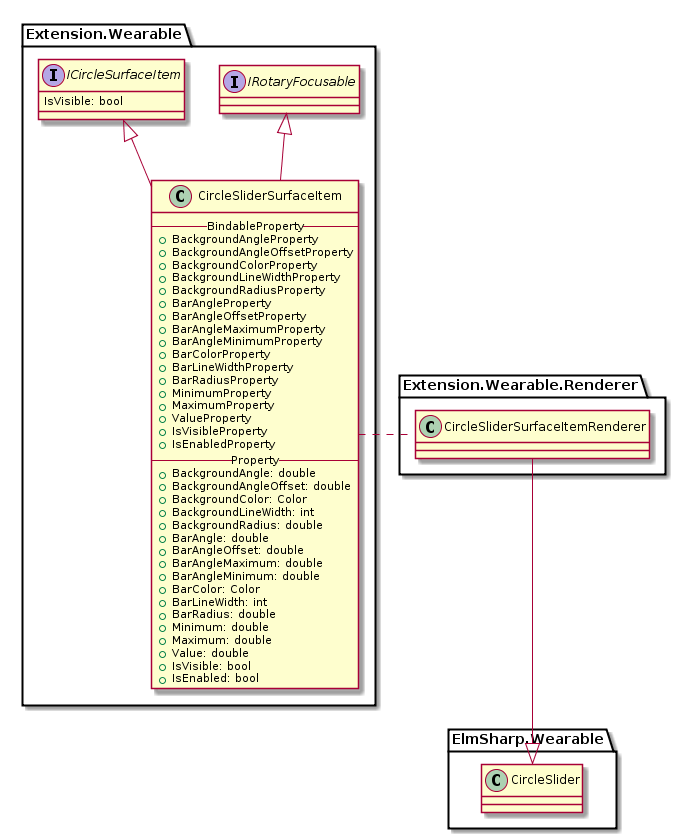 Extension.Wearable
I ICircleSurfaceItem
IsVisible: bool
I IRotaryFocusable
C CircleSliderSurfaceItem
BindableProperty
BackgroundAngleProperty
BackgroundAngleOffsetProperty
BackgroundColorProperty
BackgroundLineWidthProperty
BackgroundRadiusProperty
BarAngleProperty
BarAngleOffsetProperty
BarAngleMaximumProperty
BarAngleMinimumProperty
BarColorProperty
BarLineWidthProperty
BarRadiusProperty
MinimumProperty
MaximumProperty
ValueProperty
IsVisibleProperty
IsEnabledProperty
Property
BackgroundAngle: double
BackgroundAngleOffset: double
BackgroundColor: Color
BackgroundLineWidth: int
BackgroundRadius: double
BarAngle: double
BarAngleOffset: double
BarAngleMaximum: double
BarAngleMinimum: double
BarColor: Color
BarLineWidth: int
BarRadius: double
Minimum: double
Maximum: double
Value: double
IsVisible: bool
IsEnabled: bool
Extension.Wearable.Renderer
C CircleSliderSurfaceItemRenderer
ElmSharp.Wearable
C CircleSlider